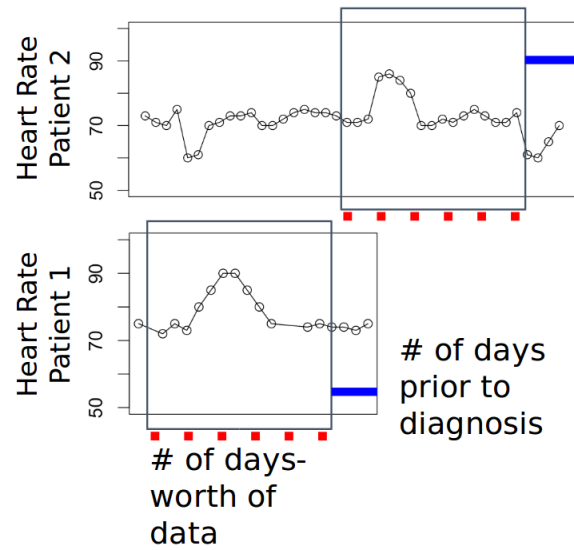 Heart Rate
Patient 2
90
70
50
Heart Rate
Patient 1
90
70
50
# of days
prior to
diagnosis
# of days-
worth of
data